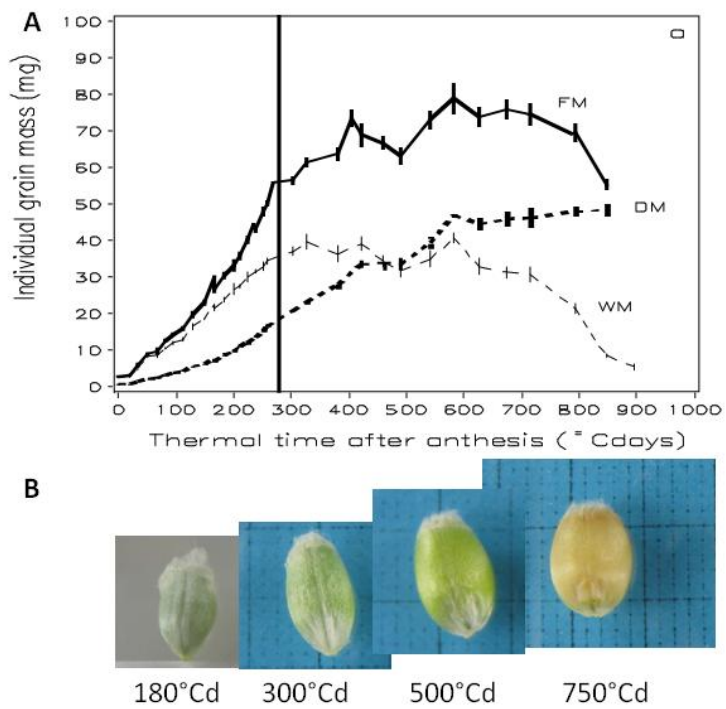 A
Individual grain mass (mg)
100
90
80
70
60
50
40
30
20
10
0
a
FM
DM
WM
0 100 200 300 400 500 600 700 800 900 1000
Thermal time after anthesis (°Cdays)
B
180°Cd 300°Cd 500°Cd 750°Cd